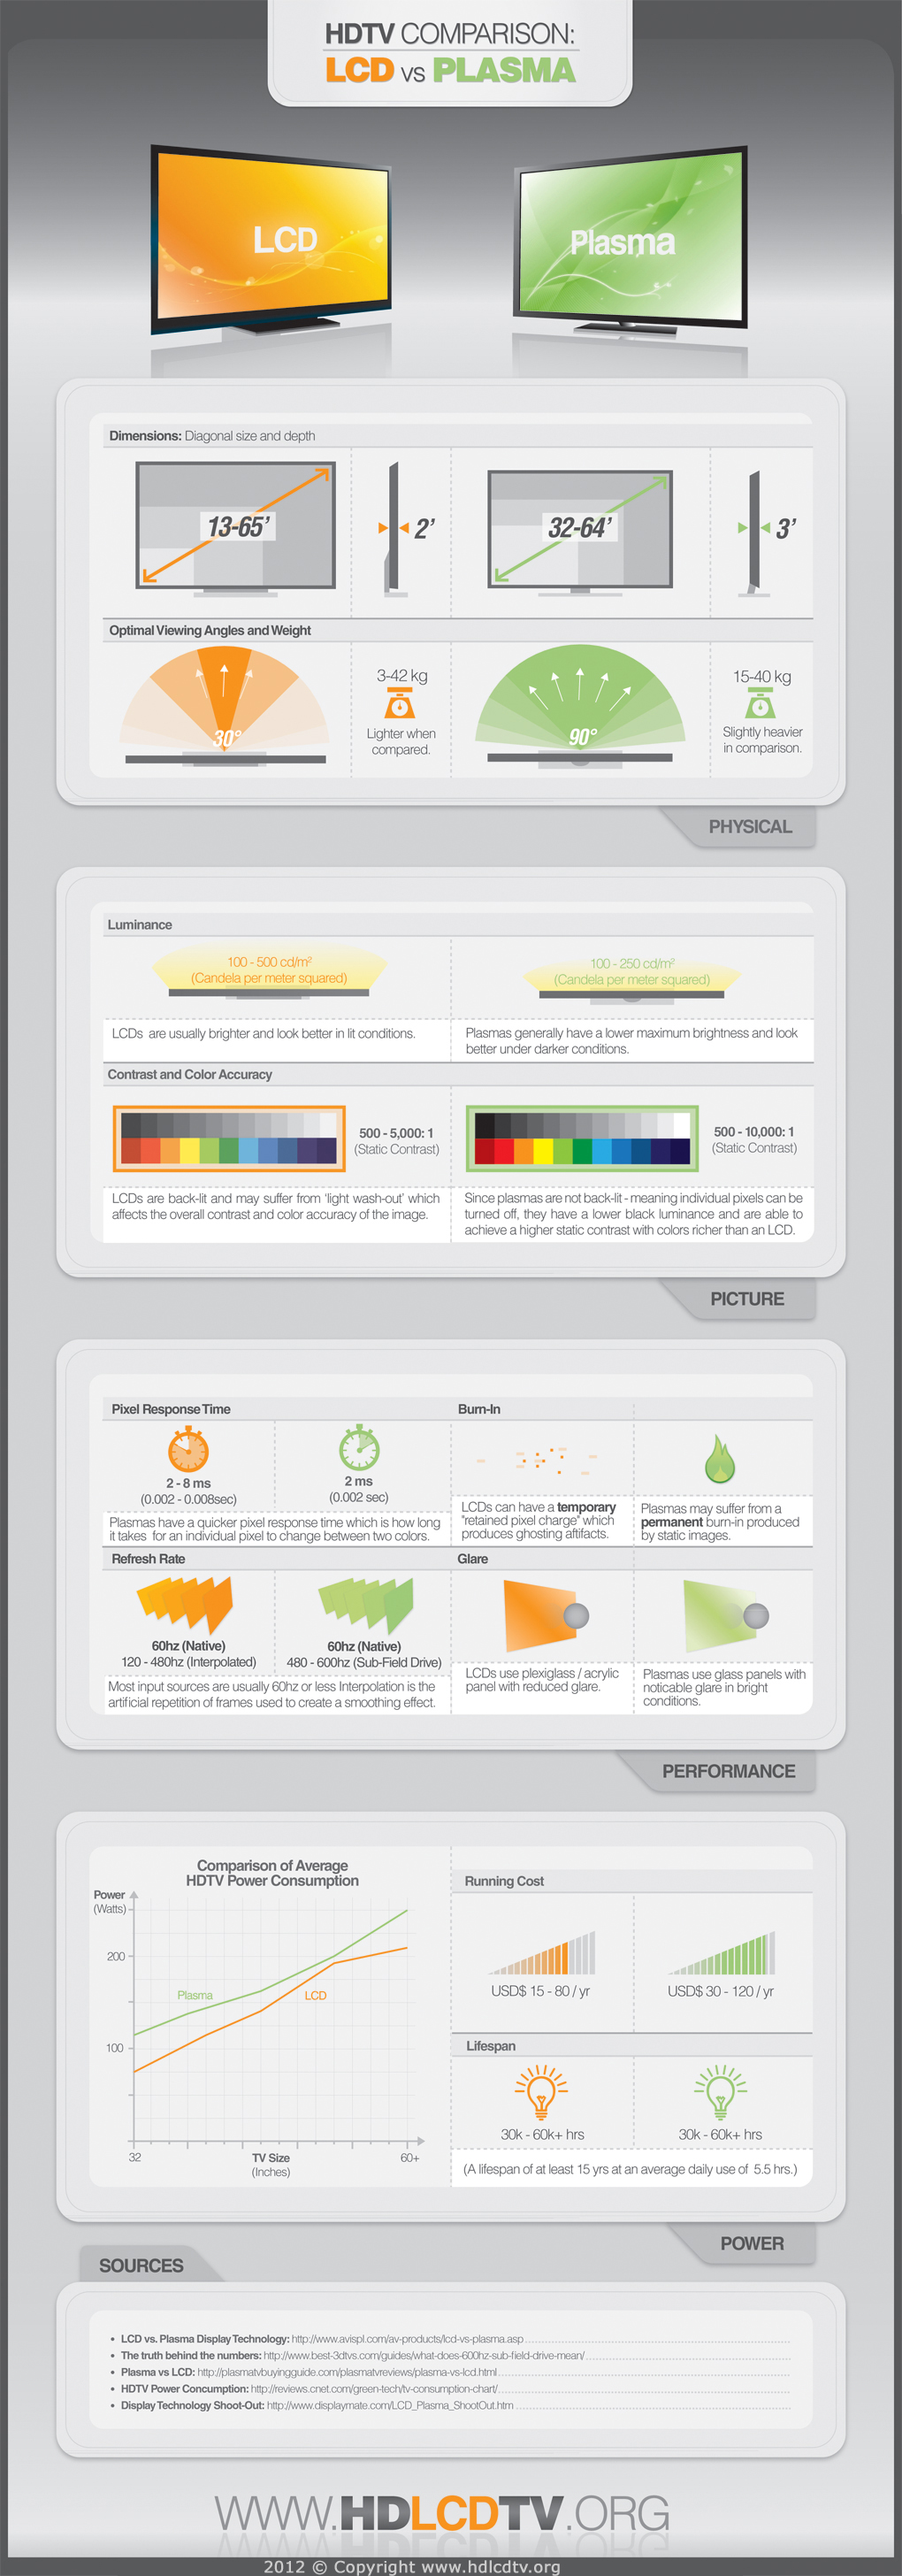 HDTV COMPARISON:
LCD vs PLASMA
LCD
Plasma
Dimensions: Diagonal size and depth
13-65’
2’
32-64’
3’
Optimal Viewing Angles and Weight
30°
3-42 kg
Lighter when
compared.
90°
15-40 kg
Slightly heavier
in comparison.
PHYSICAL
Luminance
100 - 500 cd/m²
(Candela per meter squared)
100 - 250 cd/m²
(Candela per meter squared)
LCDs are usually brighter and look better in lit conditions.
Plasmas generally have a lower maximum brightness and look
better under darker conditions.
Contrast and Color Accuracy
500 - 5,000: 1
(Static Contrast)
500 - 10,000: 1
(Static Contrast)
LCDs are back-lit and may suffer from ‘light wash-out’ which
affects the overall contrast and color accuracy of the image.
Since plasmas are not back-lit - meaning individual pixels can be
turned off, they have a lower black luminance and are able to
achieve a higher static contrast with colors richer than an LCD.
PICTURE
Pixel Response Time
2 - 8 ms
(0.002 - 0.008sec)
2 ms
(0.002 sec)
Plasmas have a quicker pixel response time which is how long
it takes for an individual pixel to change between two colors.
Burn-In
LCDs can have a temporary
"retained pixel charge" which
produces ghosting aftifacts.
Plasmas may suffer from a
permanent burn-in produced
by static images.
Refresh Rate
60hz (Native)
120 - 480hz (Interpolated)
60hz (Native)
480 - 600hz (Sub-Field Drive)
Most input sources are usually 60hz or less Interpolation is the
artificial repetition of frames used to create a smoothing effect.
Glare
LCDs use plexiglass / acrylic
panel with reduced glare.
Plasmas use glass panels with
noticable glare in bright
conditions.
PERFORMANCE
Comparison of Average
HDTV Power Consumption
Power
(Watts)
200
100
Plasma
LCD
32
TV Size
(Inches)
60+
Running Cost
USD$ 15 - 80 / yr
USD$ 30 - 120 / yr
Lifespan
30k - 60k+ hrs
30k - 60k+ hrs
(A lifespan of at least 15 yrs at an average daily use of 5.5 hrs.)
POWER
SOURCES
• LCD vs. Plasma Display Technology: http://www.avispl.com/av-products/lcd-vs-plasma.asp
• The truth behind the numbers: http://www.best-3dtvs.com/guides/what-does-600hz-sub-field-drive-mean/
• Plasma vs LCD: http://plasmatvbuyingguide.com/plasmatvreviews/plasma-vs-lcd.html
• HDTV Power Concumption: http://reviews.cnet.com/green-tech/tv-consumption-chart/
• Display Technology Shoot-Out: http://www.displaymate.com/LCD_Plasma_ShootOut.htm
WWW.HDLCDTV.ORG
2012 © Copyright www.hdlcdtv.org